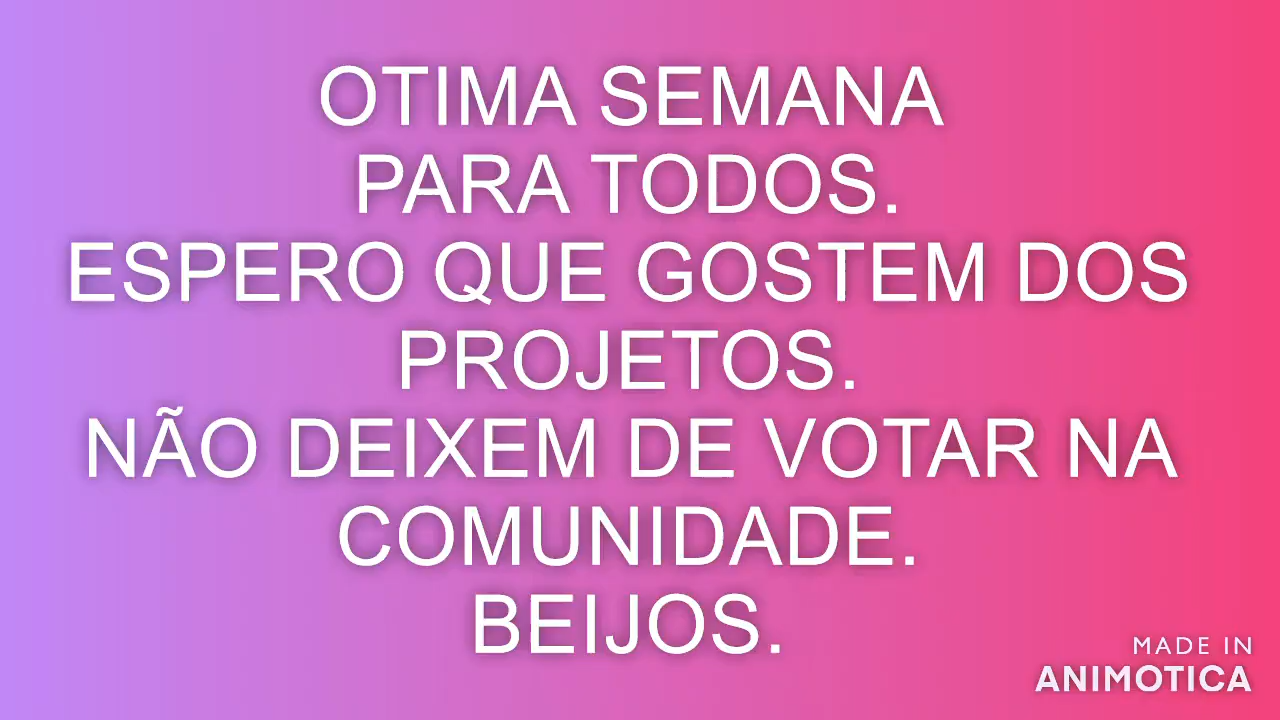 OTIMA SEMANA
PARA TODOS.
ESPERO QUE GOSTEM DOS
PROJETOS.
NÃO DEIXEM DE VOTAR NA
COMUNIDADE.
BEIJOS.
MADE IN
ANIMOTICA